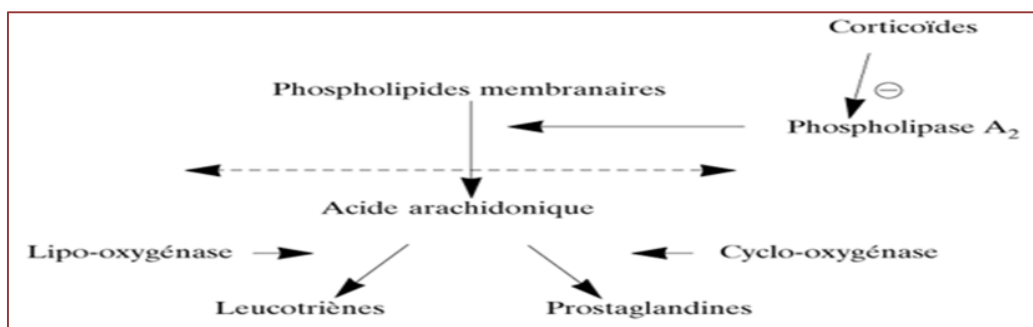 Corticoïdes
Phospholipides membranaires
⊖
Phospholipase A₂
Acide arachidonique
Lipo-oxygénase
Cyclo-oxygénase
Leucotriènes
Prostaglandines